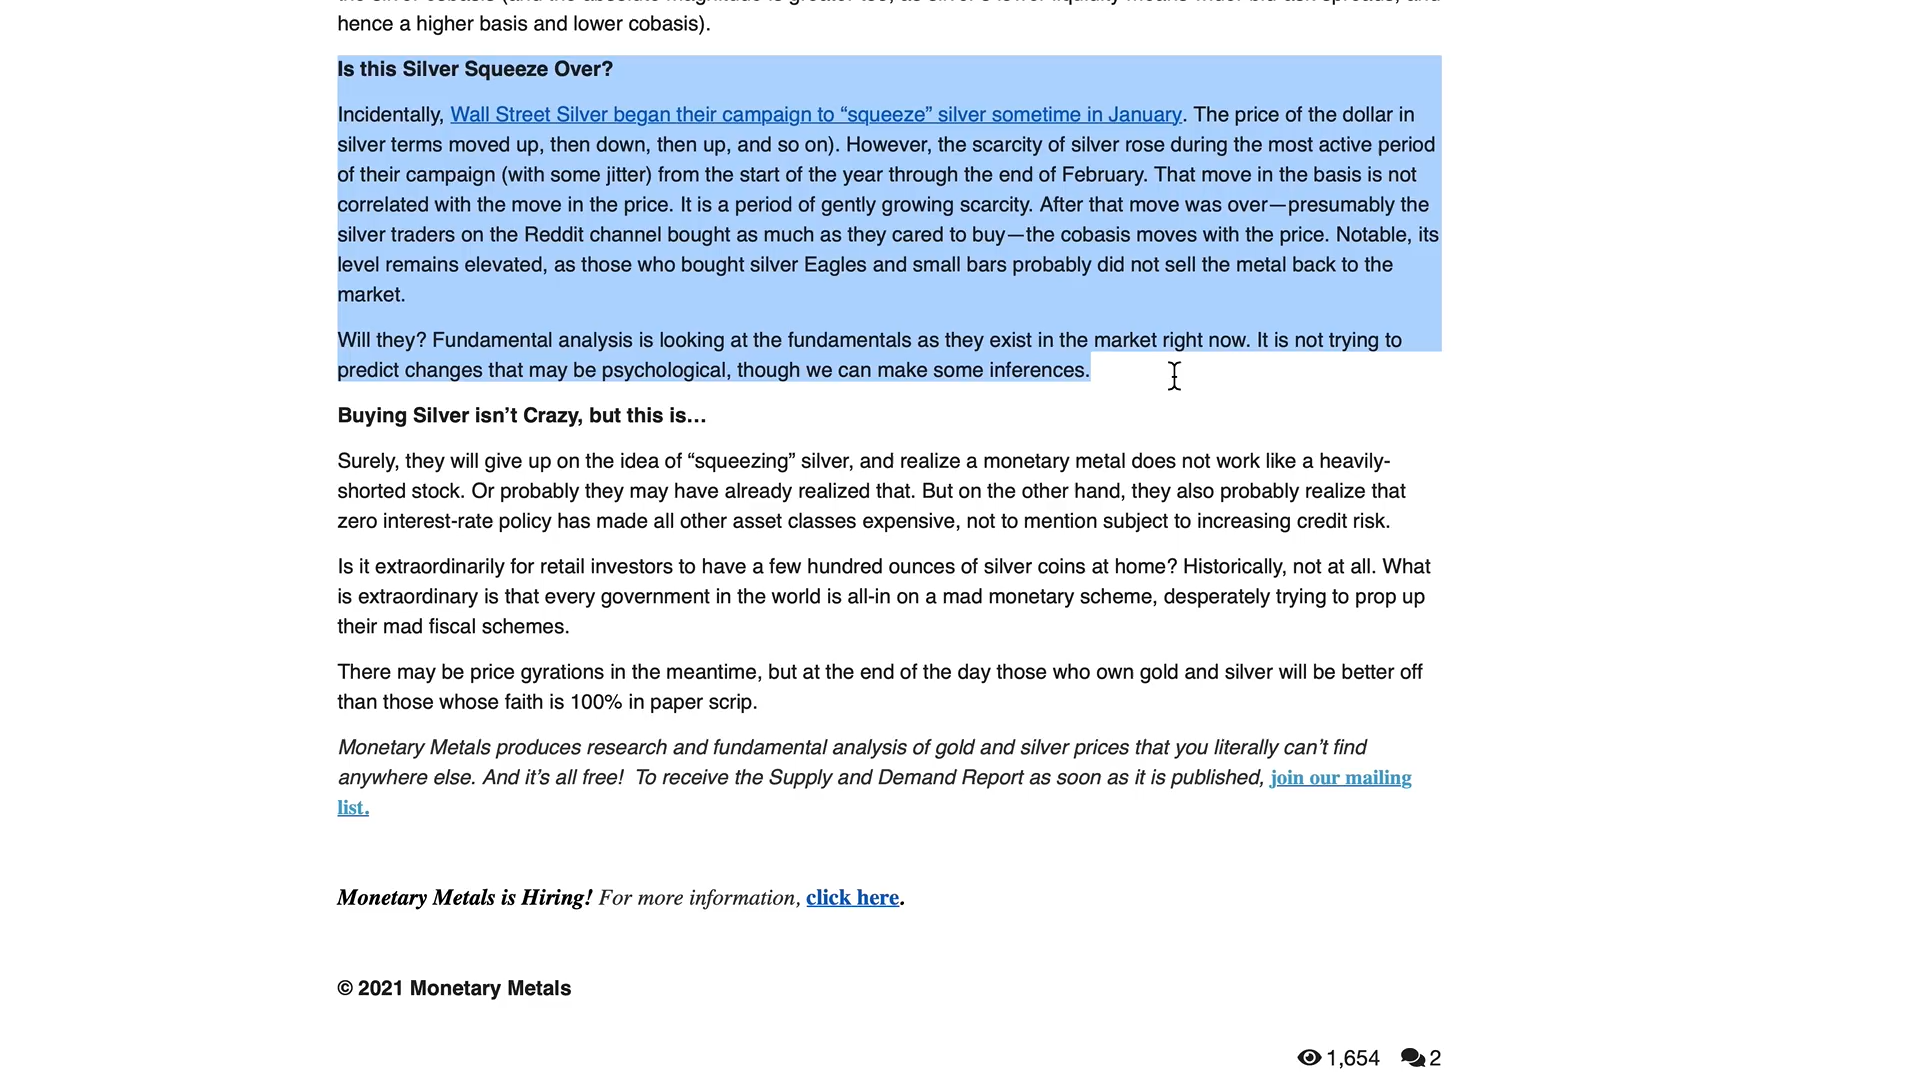 hence a higher basis and lower cobasis).
Is this Silver Squeeze Over?
Incidentally, Wall Street Silver began their campaign to “squeeze” silver sometime in January. The price of the dollar in
silver terms moved up, then down, then up, and so on). However, the scarcity of silver rose during the most active period
of their campaign (with some jitter) from the start of the year through the end of February. That move in the basis is not
correlated with the move in the price. It is a period of gently growing scarcity. After that move was over—presumably the
silver traders on the Reddit channel bought as much as they cared to buy—the cobasis moves with the price. Notable, its
level remains elevated, as those who bought silver Eagles and small bars probably did not sell the metal back to the
market.
Will they? Fundamental analysis is looking at the fundamentals as they exist in the market right now. It is not trying to
predict changes that may be psychological, though we can make some inferences.
Buying Silver isn’t Crazy, but this is…
Surely, they will give up on the idea of “squeezing” silver, and realize a monetary metal does not work like a heavily-
shorted stock. Or probably they may have already realized that. But on the other hand, they also probably realize that
zero interest-rate policy has made all other asset classes expensive, not to mention subject to increasing credit risk.
Is it extraordinarily for retail investors to have a few hundred ounces of silver coins at home? Historically, not at all. What
is extraordinary is that every government in the world is all-in on a mad monetary scheme, desperately trying to prop up
their mad fiscal schemes.
There may be price gyrations in the meantime, but at the end of the day those who own gold and silver will be better off
than those whose faith is 100% in paper scrip.
Monetary Metals produces research and fundamental analysis of gold and silver prices that you literally can’t find
anywhere else. And it’s all free!  To receive the Supply and Demand Report as soon as it is published, join our mailing
list.
Monetary Metals is Hiring! For more information, click here.
© 2021 Monetary Metals
1,654 2